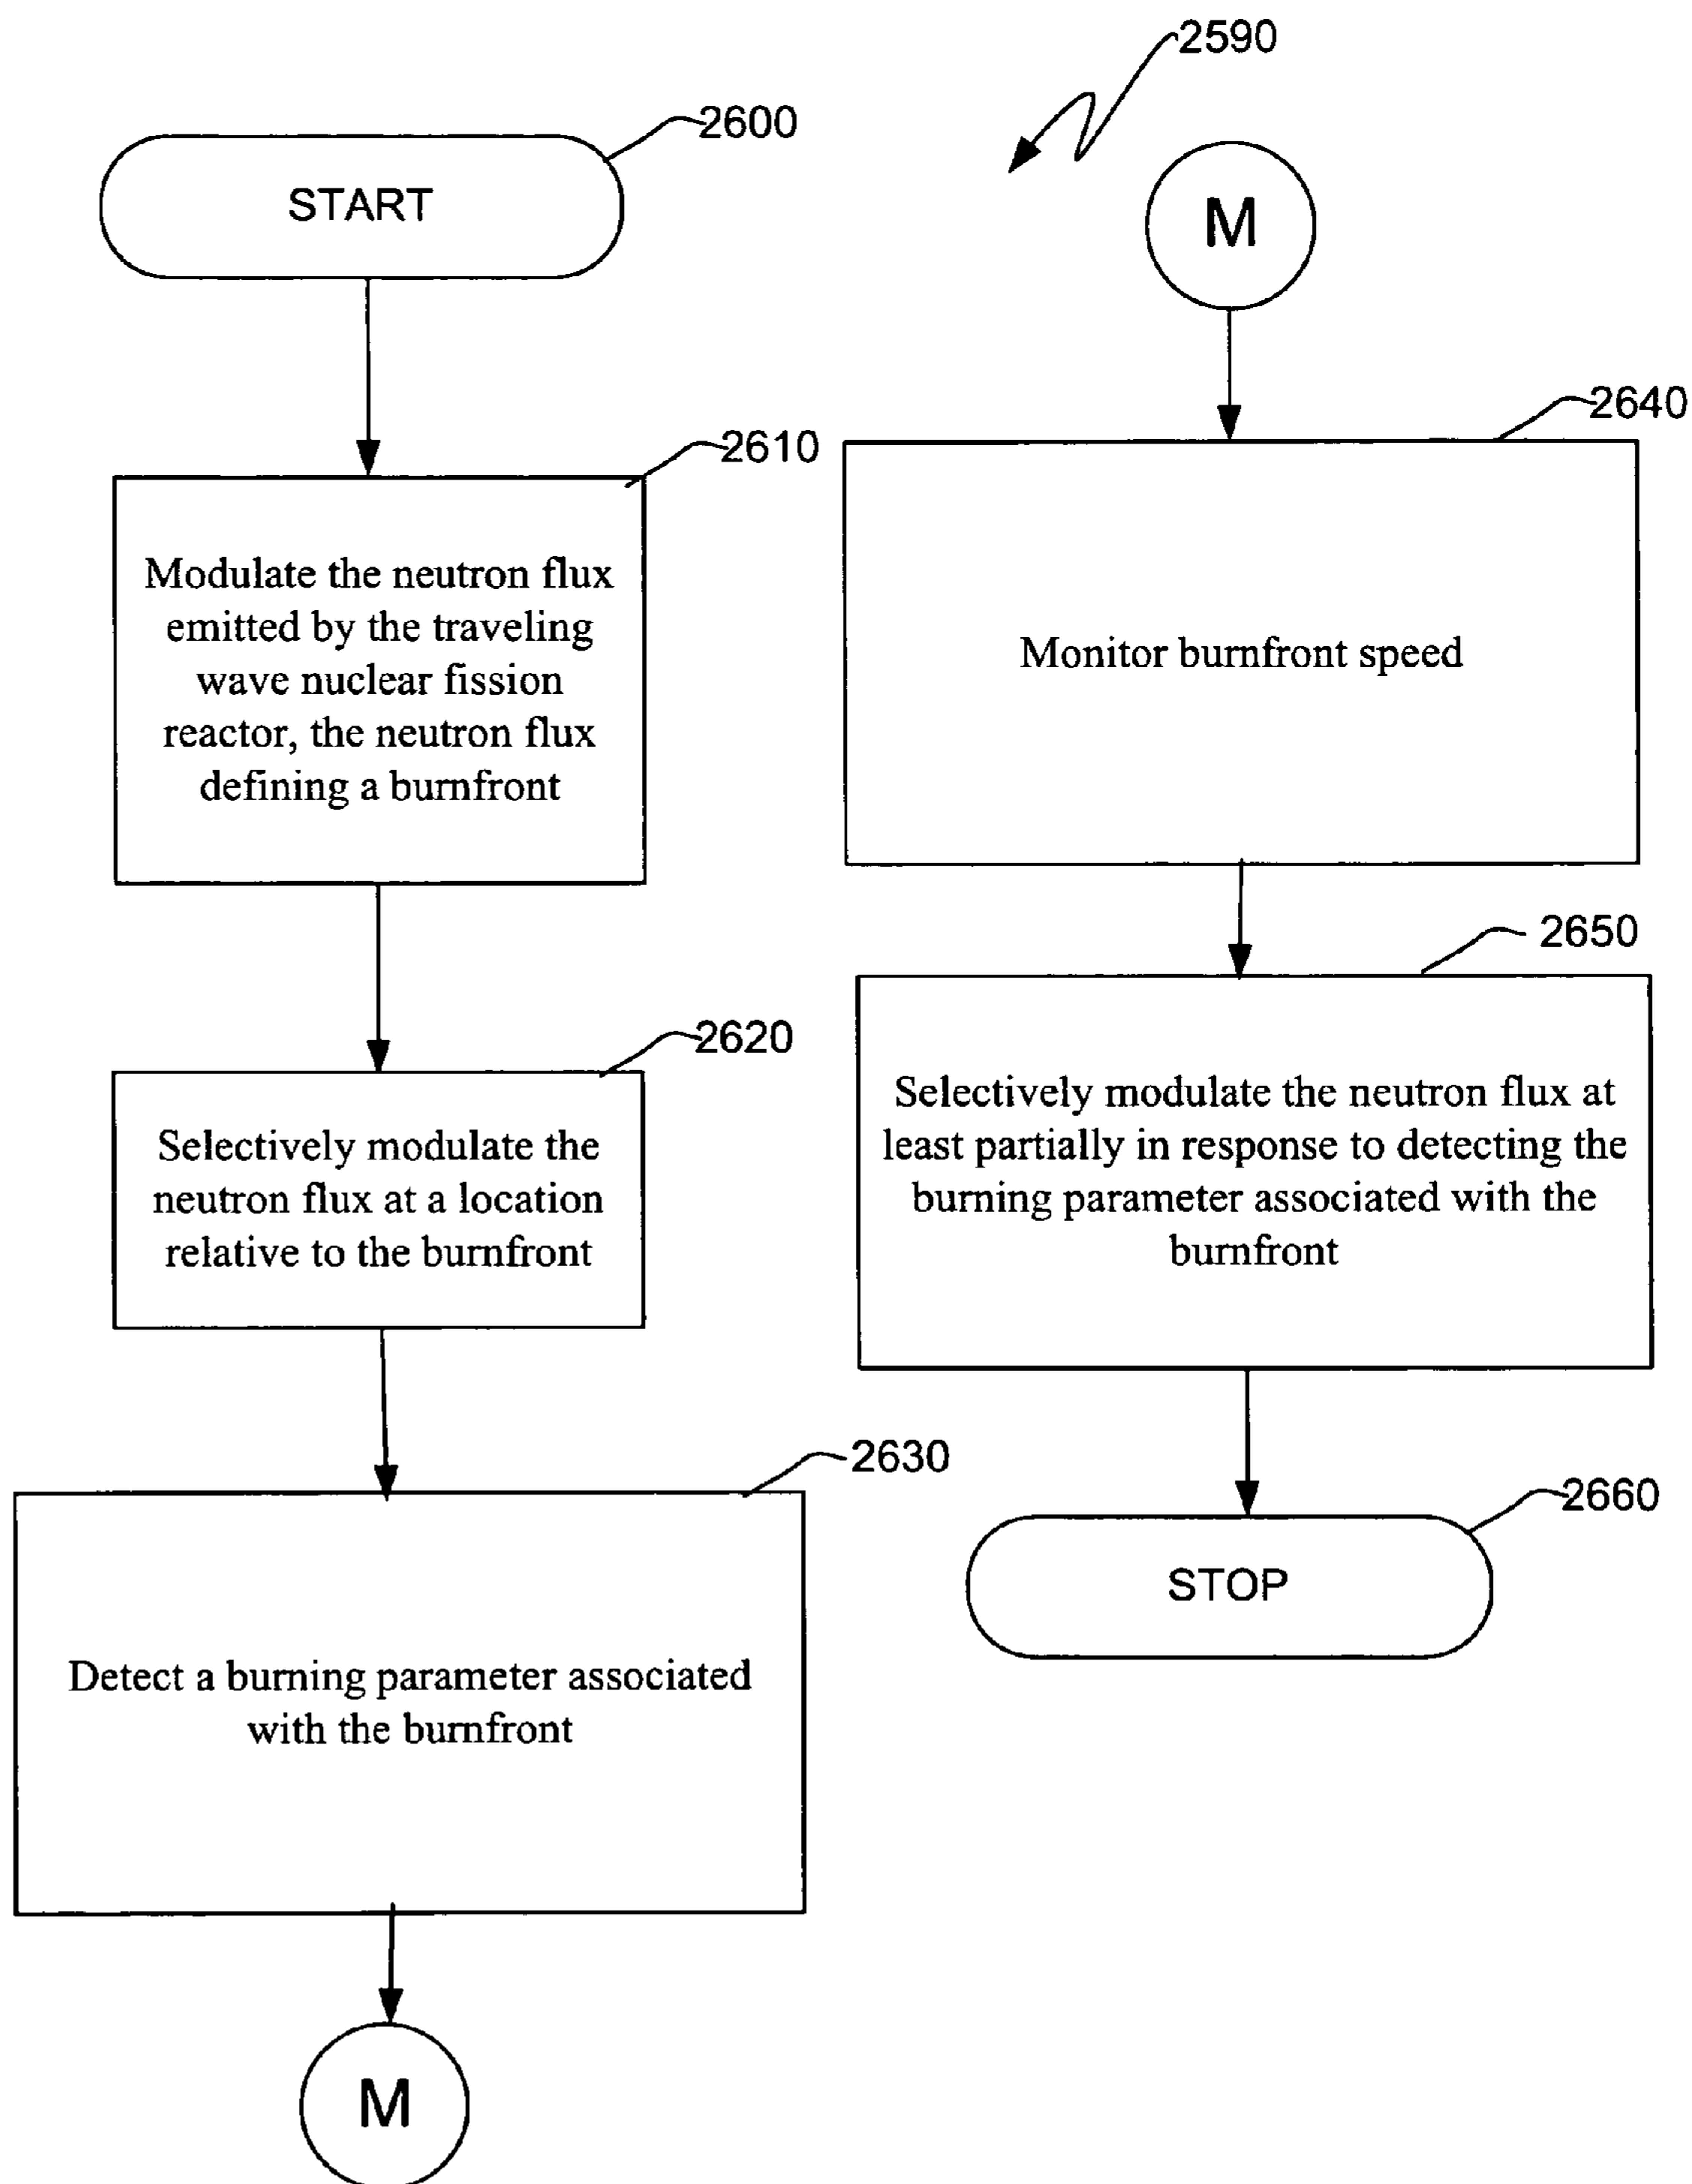 2590
2600
START
2610
Modulate the neutron flux
emitted by the traveling
wave nuclear fission
reactor, the neutron flux
defining a burnfront
2620
Selectively modulate the
neutron flux at a location
relative to the burnfront
2630
Detect a burning parameter associated
with the burnfront
M
M
2640
Monitor burnfront speed
2650
Selectively modulate the neutron flux at
least partially in response to detecting the
burning parameter associated with the
burnfront
2660
STOP